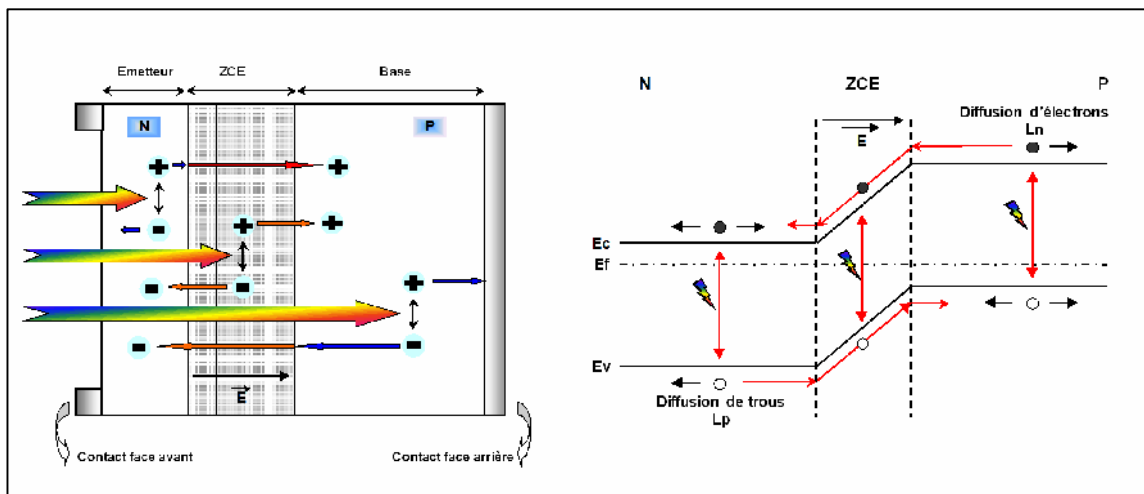 Emetteur ZCE Base
N P
+ +
+ +
- - -
+
- -
E
Contact face avant Contact face arrière
N ZCE P
E
Diffusion d'électrons
Ln
Ec
Ef
Ev
Diffusion de trous
Lp